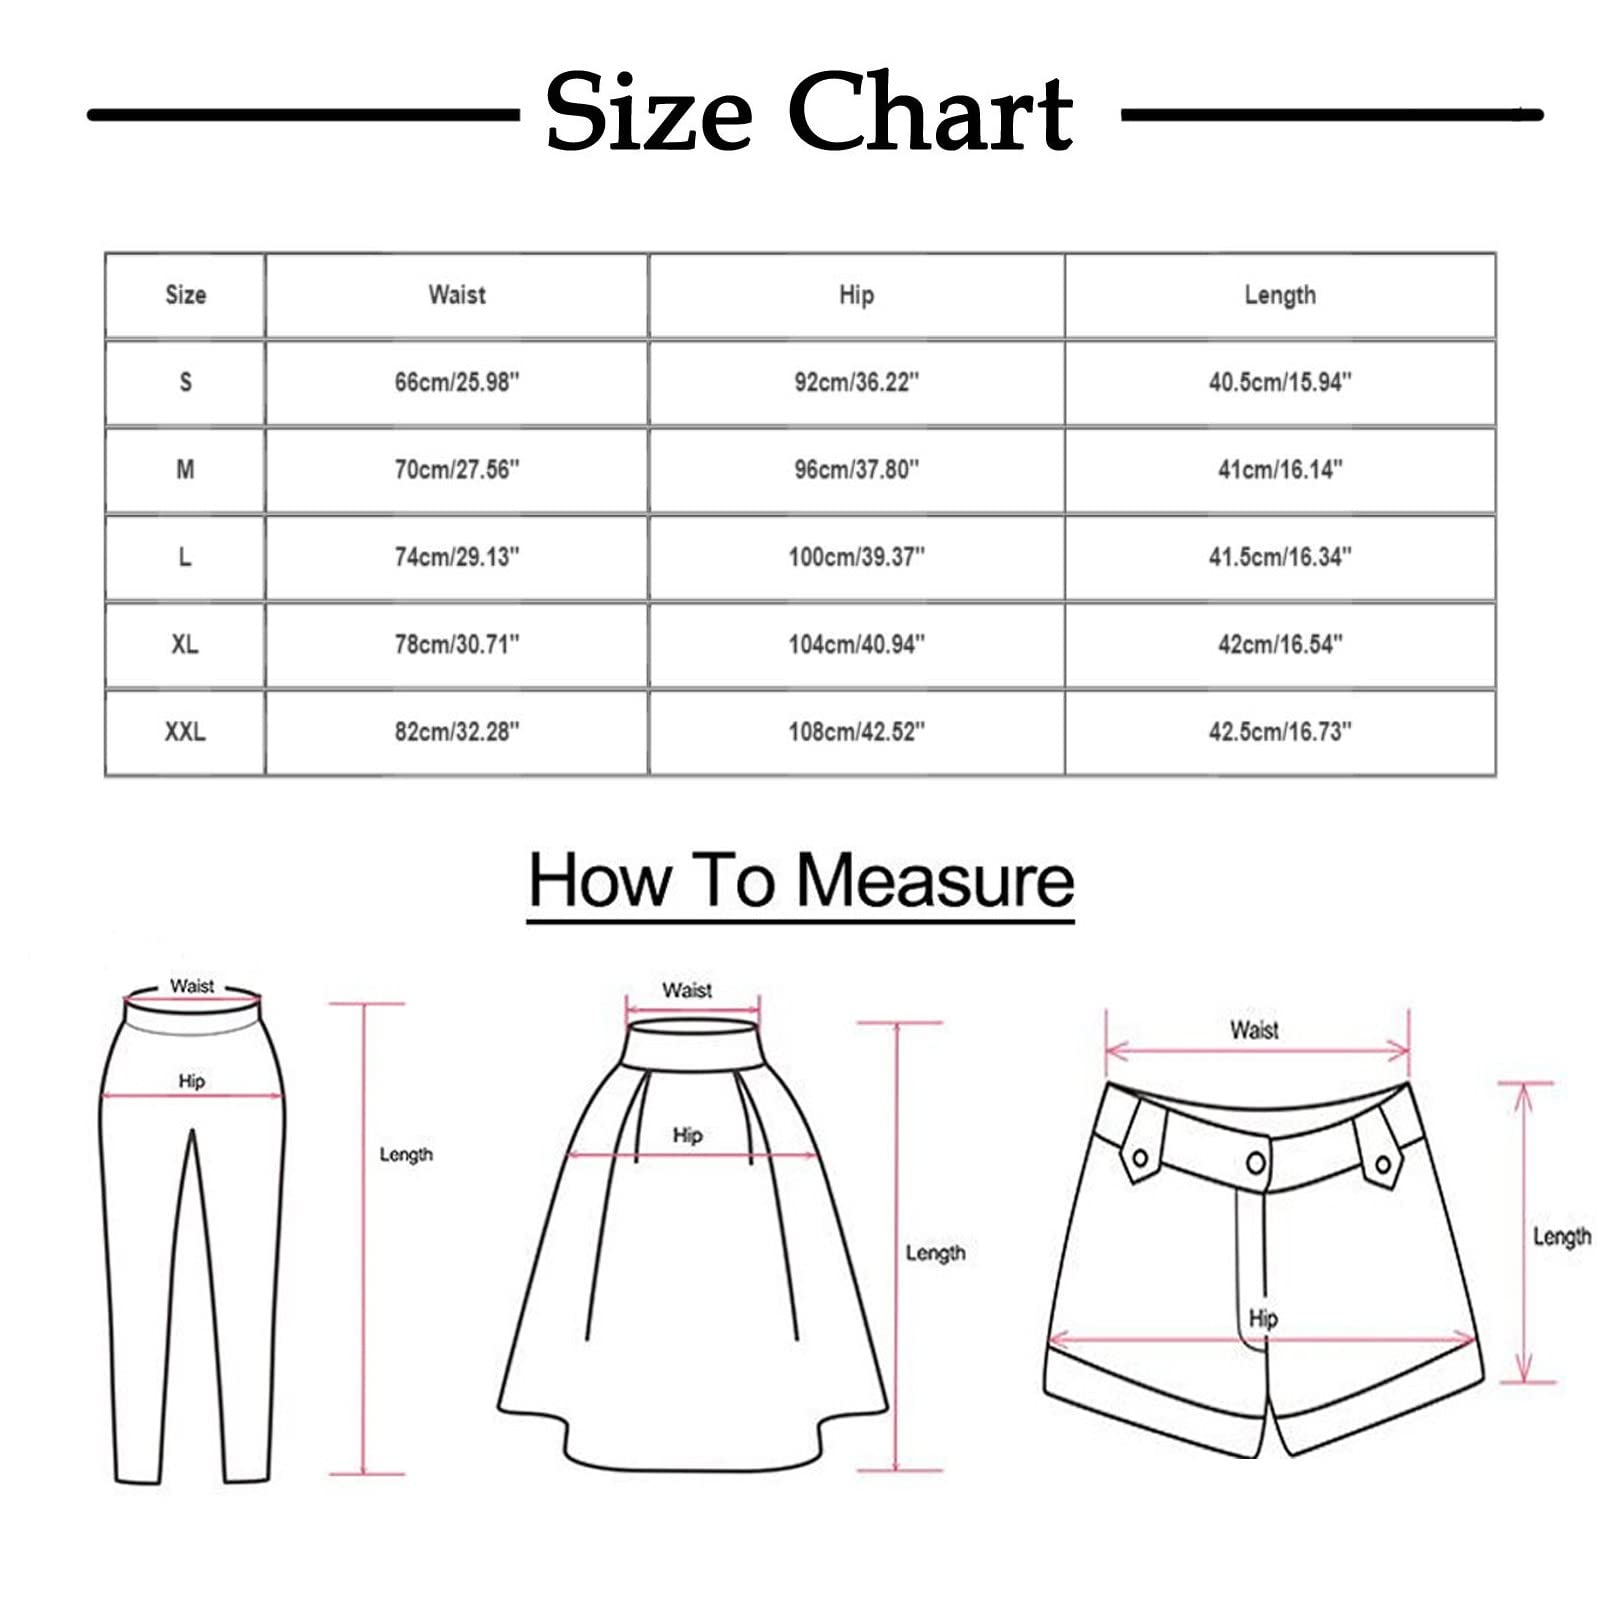 Size Chart
Size Waist Hip Length
S 66cm/25.98" 92cm/36.22" 40.5cm/15.94"
M 70cm/27.56" 96cm/37.80" 41cm/16.14"
L 74cm/29.13" 100cm/39.37" 41.5cm/16.34"
XL 78cm/30.71" 104cm/40.94" 42cm/16.54"
XXL 82cm/32.28" 108cm/42.52" 42.5cm/16.73"
How To Measure
Waist
Hip
Length
Waist
Hip
Length
Waist
Hip
Length